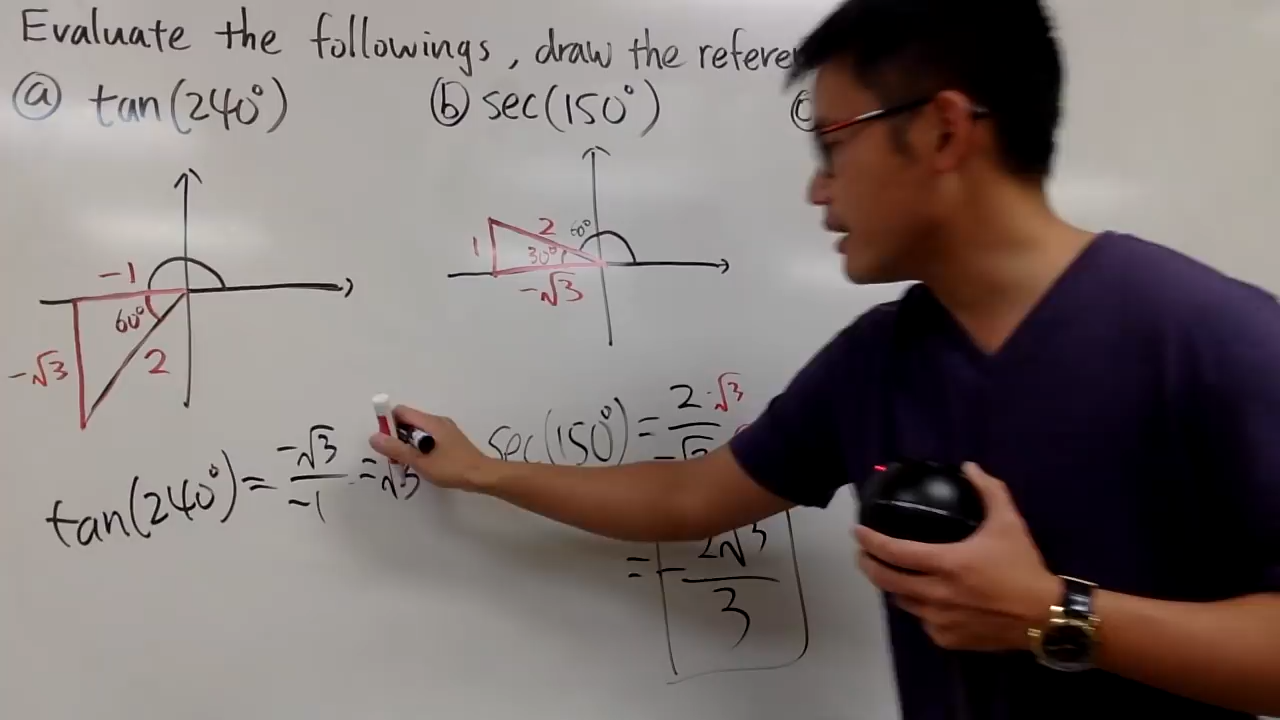 Evaluate the followings, draw the
ⓐ tan(240°)
ⓑ sec(150°)
-1
60°
-√3
2
2
60°
1
30°
-√3
tan(240°) = -√3/-1 = √3
sec(150°) = 2·√3
= -2√3/3